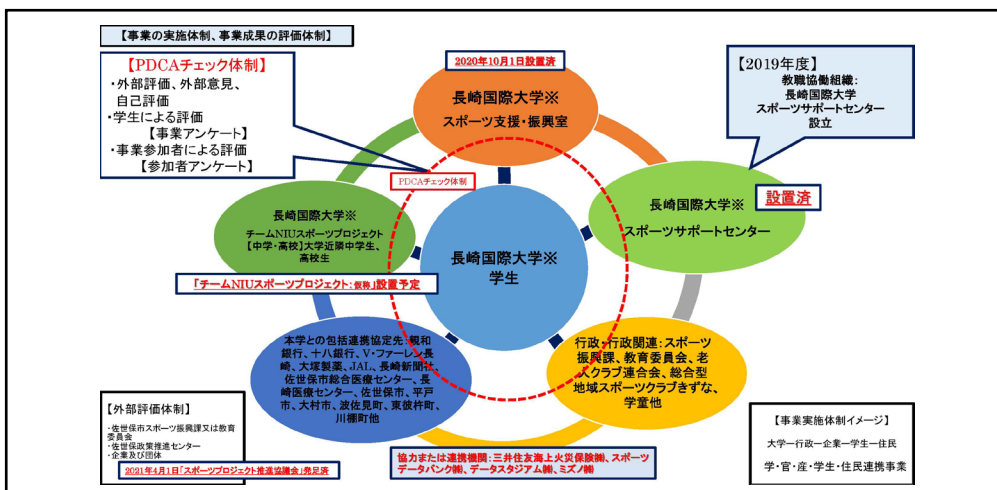 【事業の実施体制、事業成果の評価体制】
【PDCAチェック体制】
・外部評価、外部意見、
自己評価
・学生による評価
【事業アンケート】
・事業参加者による評価
【参加者アンケート】
2020年10月1日設置済
長崎国際大学※
スポーツ支援・振興室
【2019年度】
教職協働組織：
長崎国際大学
スポーツサポートセンター
設立
PDCAチェック体制
設置済
長崎国際大学※
スポーツサポートセンター
長崎国際大学※
チームNIUスポーツプロジェクト
【中学・高校】大学近隣中学生、
高校生
「チームNIUスポーツプロジェクト：仮称」設置予定
長崎国際大学※
学生
本学との包括連携協定先：親和
銀行、十八銀行、V・ファーレン長
崎、大塚製薬、JAL、長崎新聞社、
佐世保市総合医療センター、長
崎医療センター、佐世保市、平戸
市、大村市、波佐見町、東彼杵町、
川棚町他
行政・行政関連：スポーツ
振興課、教育委員会、老
人クラブ連合会、総合型
地域スポーツクラブきずな、
学童他
【外部評価体制】
・佐世保市スポーツ振興課又は教育
委員会
・佐世保政策推進センター
・企業及び団体
2021年4月1日「スポーツプロジェクト推進協議会」発足済
協力または連携機関：三井住友海上火災保険㈱、スポーツ
データバンク㈱、データスタジアム㈱、ミズノ㈱
【事業実施体制イメージ】
大学―行政―企業―学生―住民
学・官・産・学生・住民連携事業